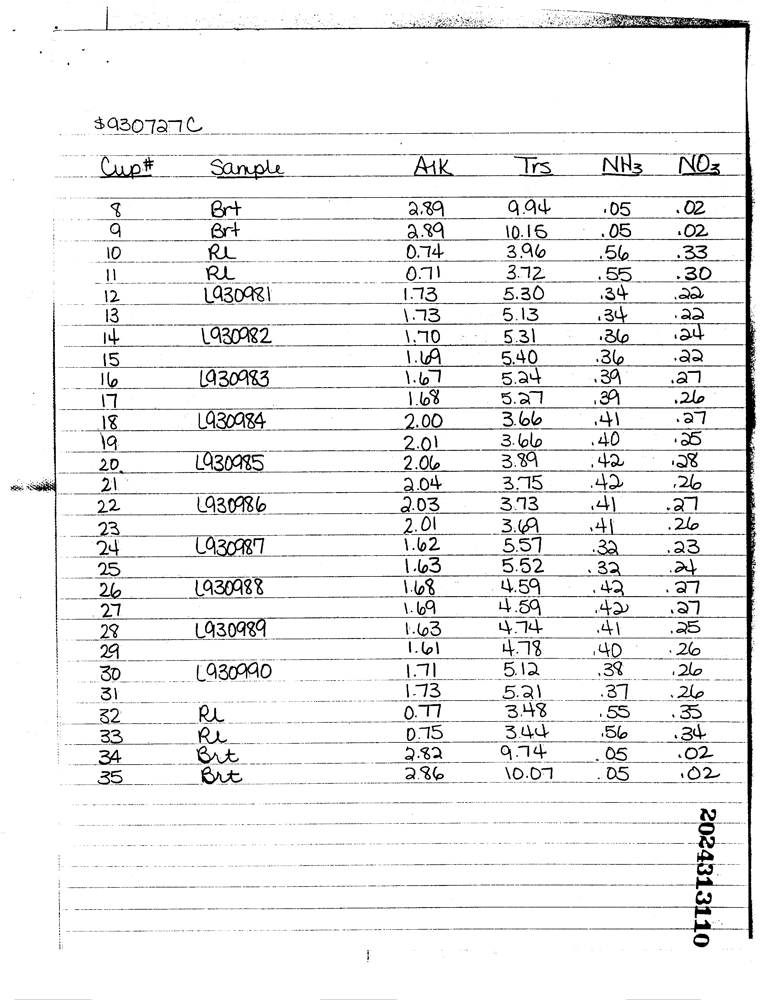 $930727C
Cup# Sample Alk Trs NH3 NO3
8 Brt 2.89 9.94 .05 .02
9 Brt 2.89 10.15 .05 .02
10 RL 0.74 3.96 .56 .33
11 RL 0.71 3.72 .55 .30
12 L930981 1.73 5.30 .34 .22
13 1.73 5.13 .34 .22
14 L930982 1.70 5.31 .36 .24
15 1.69 5.40 .36 .22
16 L930983 1.67 5.24 .39 .27
17 1.68 5.27 .39 .26
18 L930984 2.00 3.66 .41 .27
19 2.01 3.66 .40 .25
20 L930985 2.06 3.89 .42 .28
21 2.04 3.75 .42 .26
22 L930986 2.03 3.73 .41 .27
23 2.01 3.69 .41 .26
24 L930987 1.62 5.57 .32 .23
25 1.63 5.52 .32 .24
26 L930988 1.68 4.59 .42 .27
27 1.69 4.59 .42 .27
28 L930989 1.63 4.74 .41 .25
29 1.61 4.78 .40 .26
30 L930990 1.71 5.12 .38 .26
31 1.73 5.21 .37 .26
32 RL 0.77 3.48 .55 .35
33 RL 0.75 3.44 .56 .34
34 Brt 2.82 9.74 .05 .02
35 Brt 2.86 10.07 .05 .02
2024313110